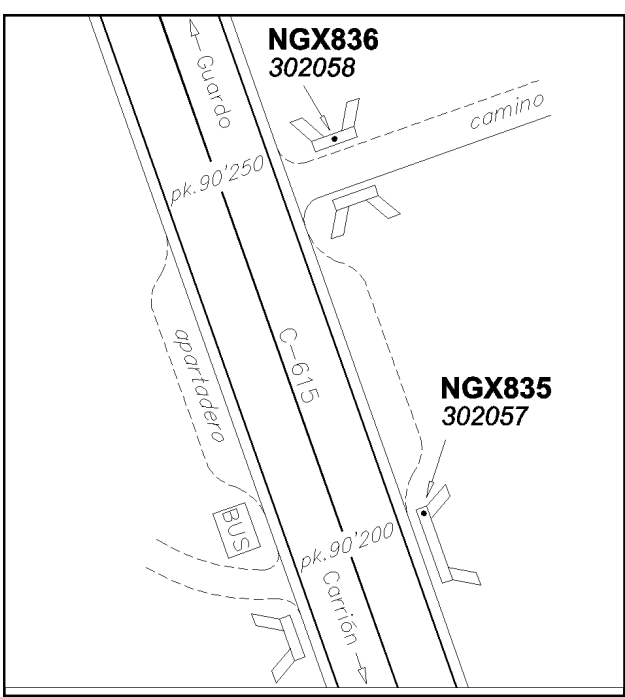 NGX836
302058
← Guardo
camino
pk.90'250
apartadero
C-615
NGX835
302057
BUS
pk.90'200
Carrión →